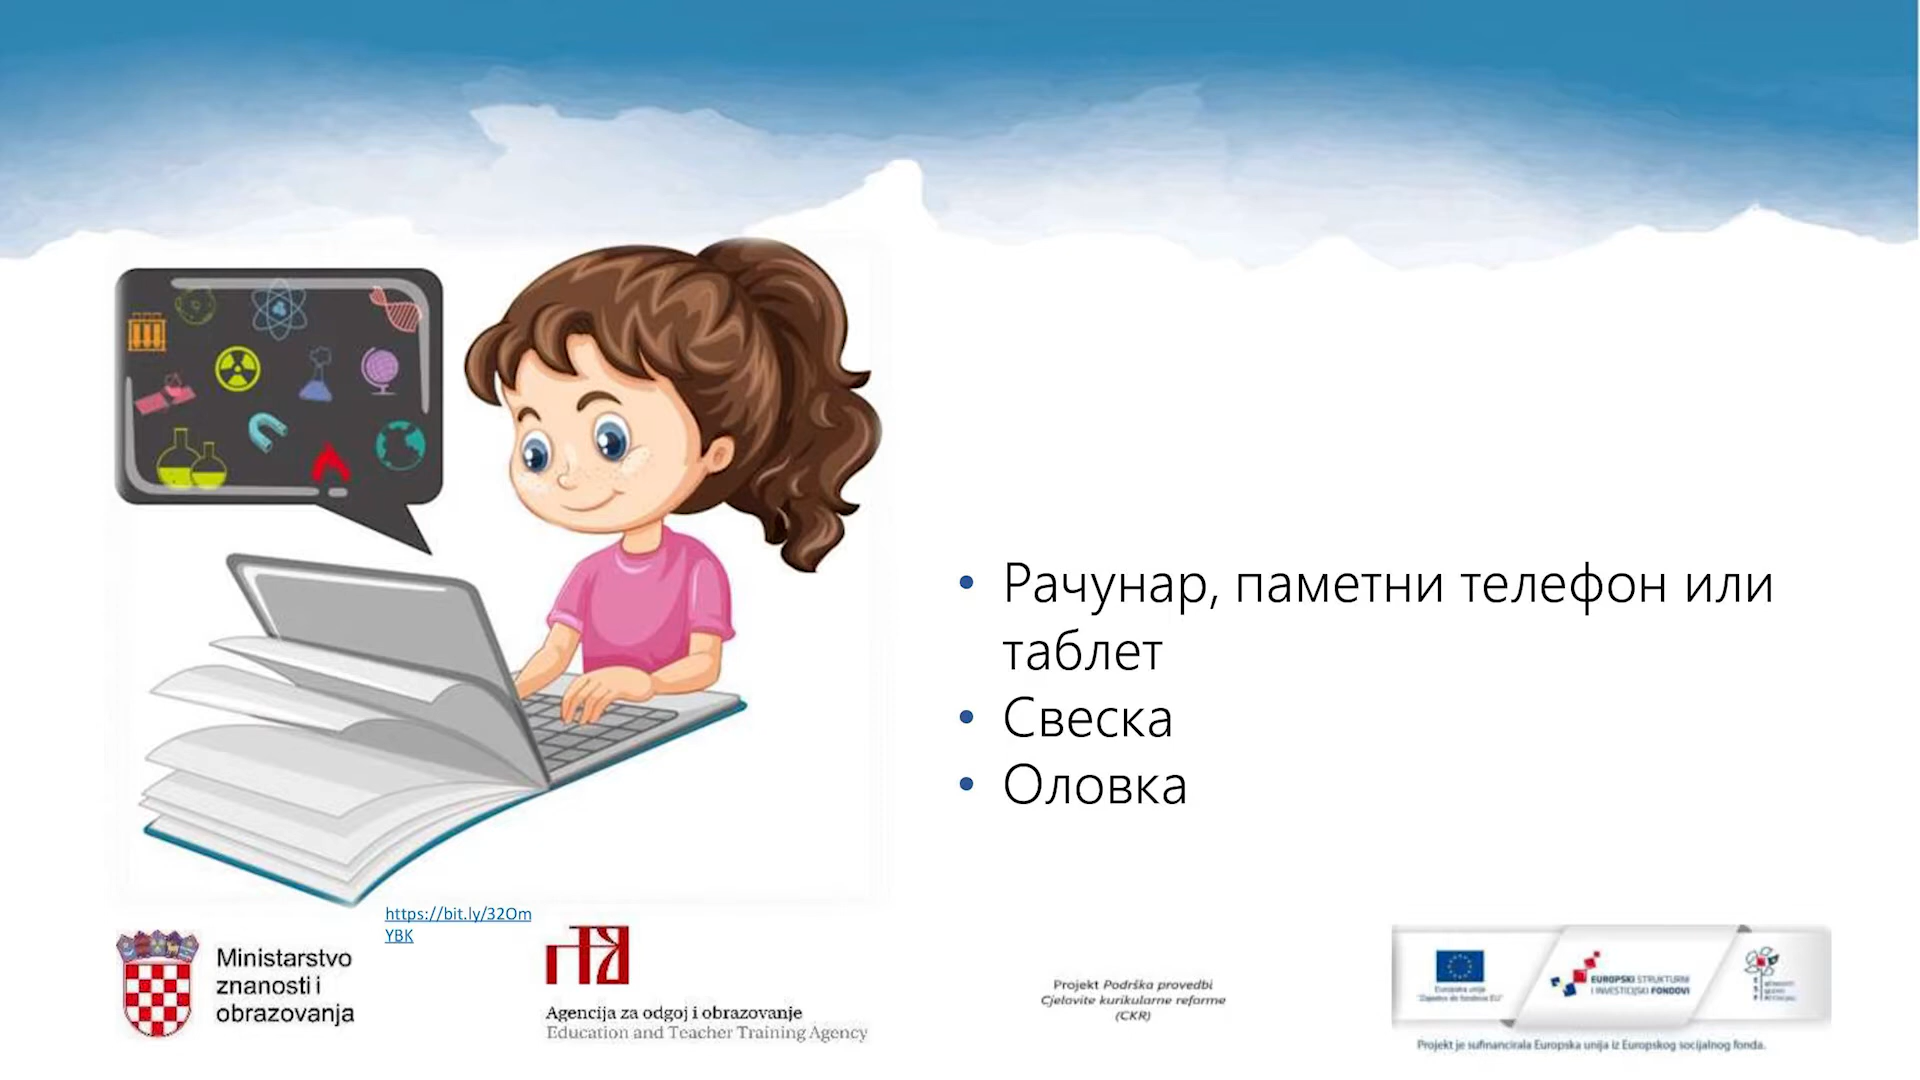 • Рачунар, паметни телефон или
таблет
• Свеска
• Оловка
https://bit.ly/32Om
YBK
Ministarstvo
znanosti i
obrazovanja
Agencija za odgoj i obrazovanje
Education and Teacher Training Agency
Projekt Podrška provedbi
Cjelovite kurikularne reforme
(CKR)
Europska unija
"Zajedno do fondova EU"
EUROPSKI STRUKTURNI
I INVESTICIJSKI FONDOVI
Projekt je sufinancirala Europska unija iz Europskog socijalnog fonda.